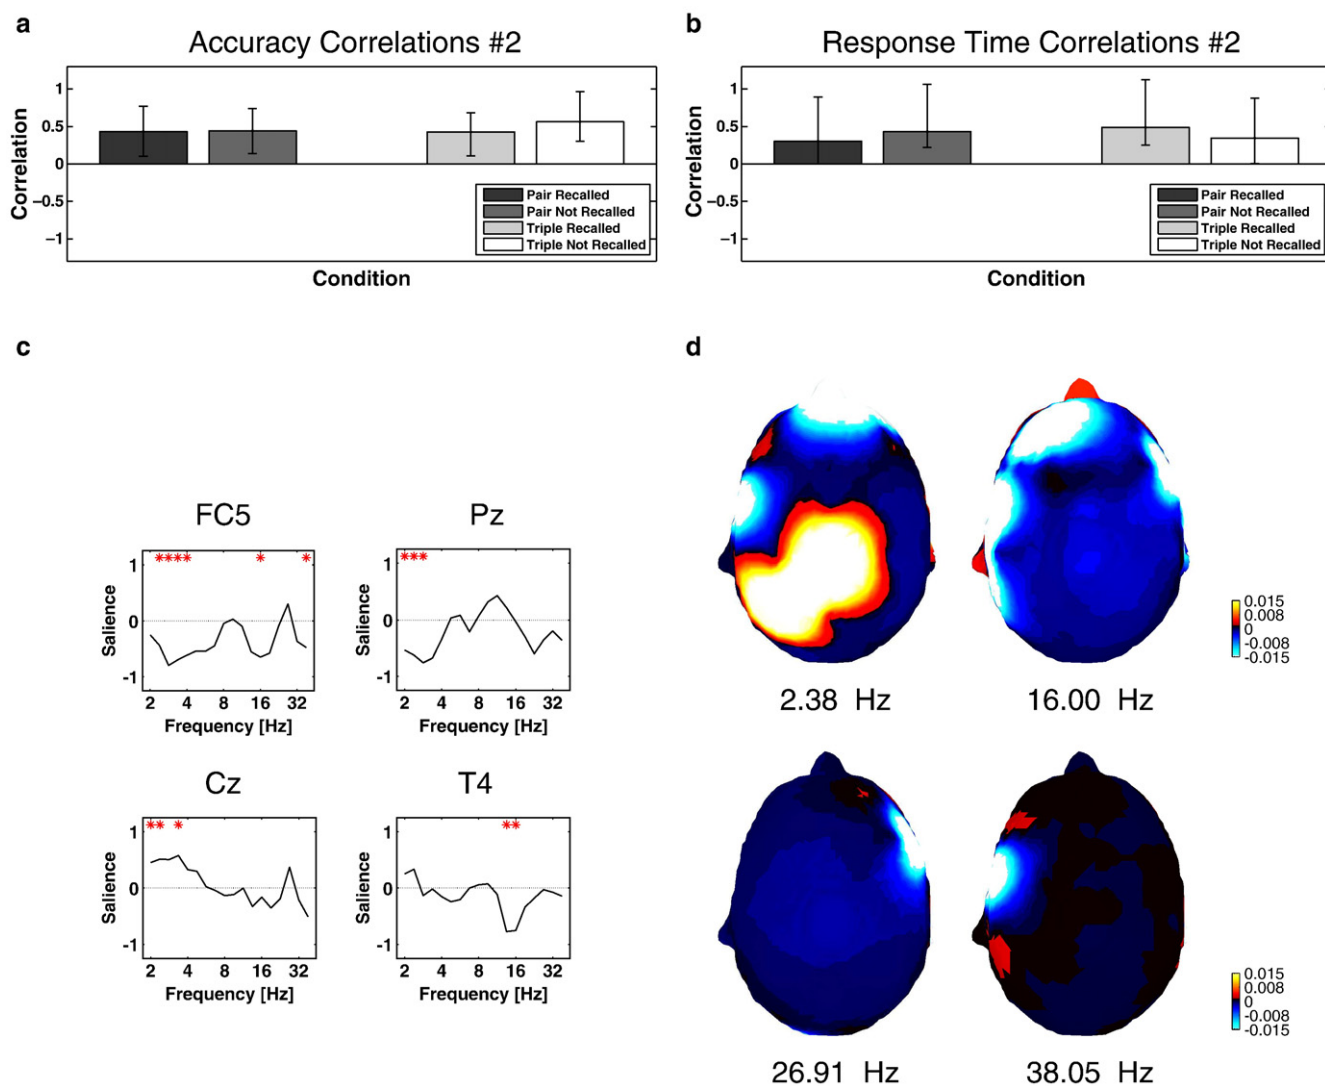 a
Accuracy Correlations #2
1
0.5
0
−0.5
−1
Correlation
Pair Recalled
Pair Not Recalled
Triple Recalled
Triple Not Recalled
Condition
b
Response Time Correlations #2
1
0.5
0
−0.5
−1
Correlation
Pair Recalled
Pair Not Recalled
Triple Recalled
Triple Not Recalled
Condition
c
FC5
****
*
*
1
0
-1
Salience
2 4 8 16 32
Frequency [Hz]
Pz
***
1
0
-1
Salience
2 4 8 16 32
Frequency [Hz]
Cz
**
*
1
0
-1
Salience
2 4 8 16 32
Frequency [Hz]
T4
**
1
0
-1
Salience
2 4 8 16 32
Frequency [Hz]
d
0.015
0.008
0
-0.008
-0.015
2.38 Hz
16.00 Hz
0.015
0.008
0
-0.008
-0.015
26.91 Hz
38.05 Hz